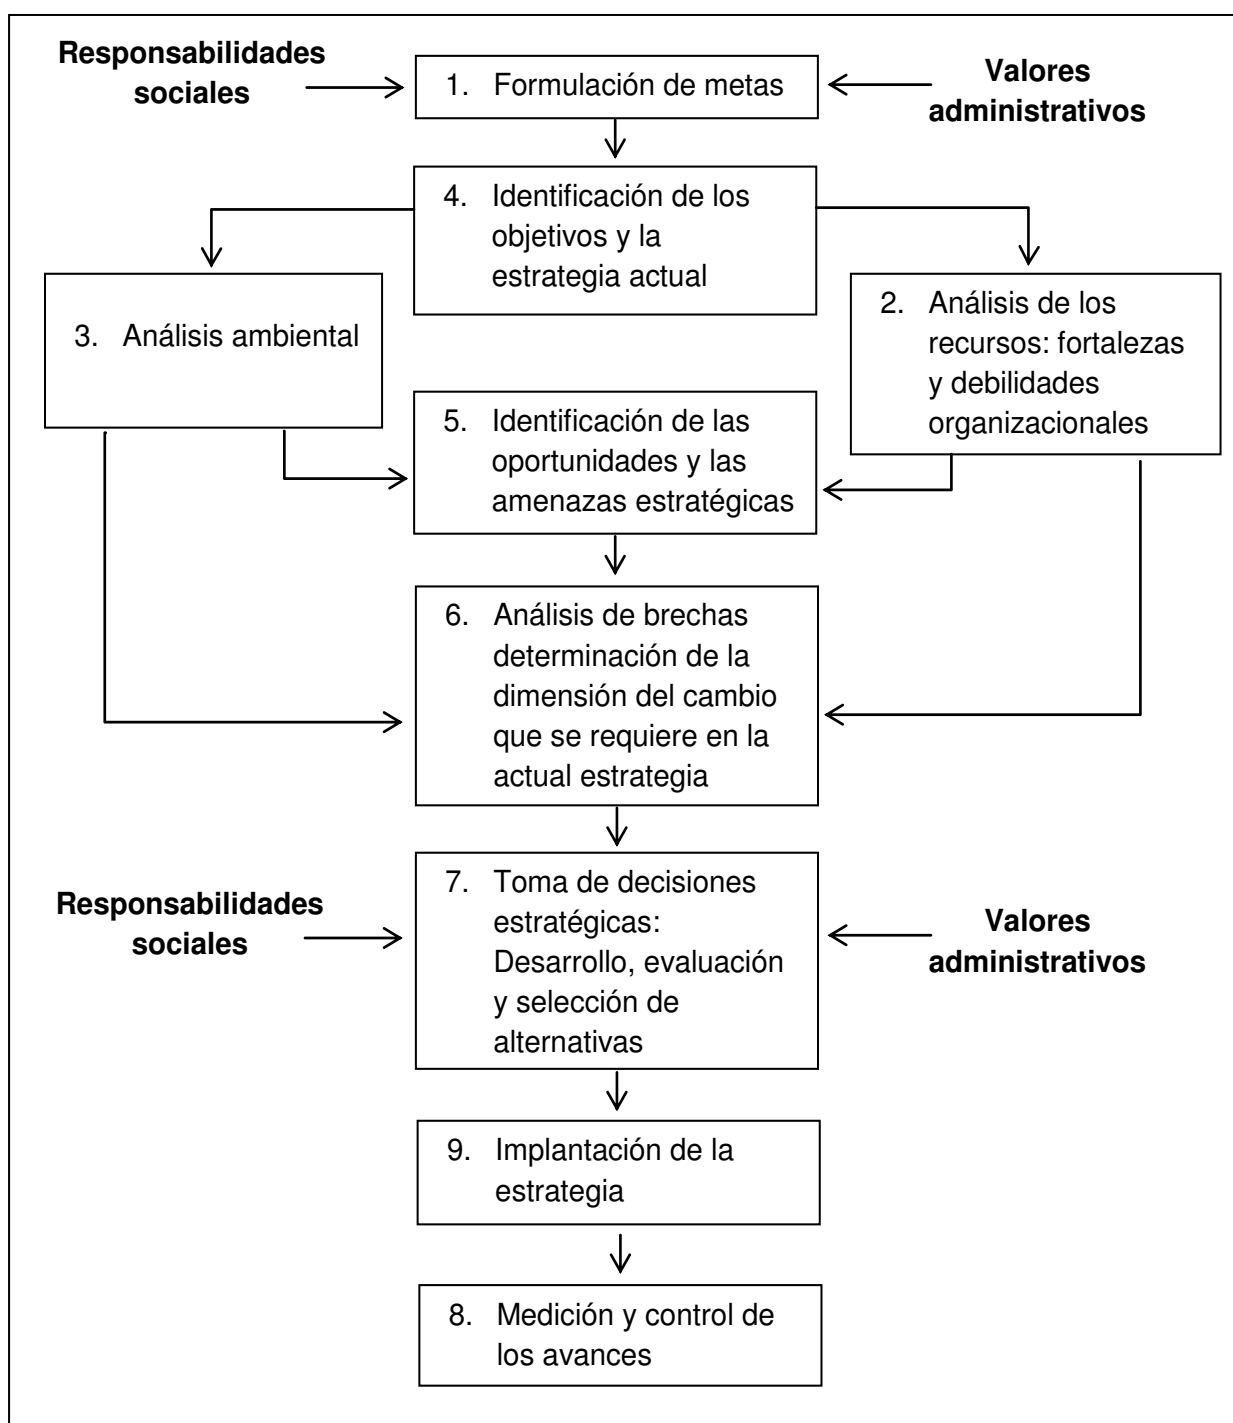 Responsabilidades
sociales
1. Formulación de metas
Valores
administrativos
4. Identificación de los
objetivos y la
estrategia actual
3. Análisis ambiental
2. Análisis de los
recursos: fortalezas
y debilidades
organizacionales
5. Identificación de las
oportunidades y las
amenazas estratégicas
6. Análisis de brechas
determinación de la
dimensión del cambio
que se requiere en la
actual estrategia
Responsabilidades
sociales
7. Toma de decisiones
estratégicas:
Desarrollo, evaluación
y selección de
alternativas
Valores
administrativos
9. Implantación de la
estrategia
8. Medición y control de
los avances